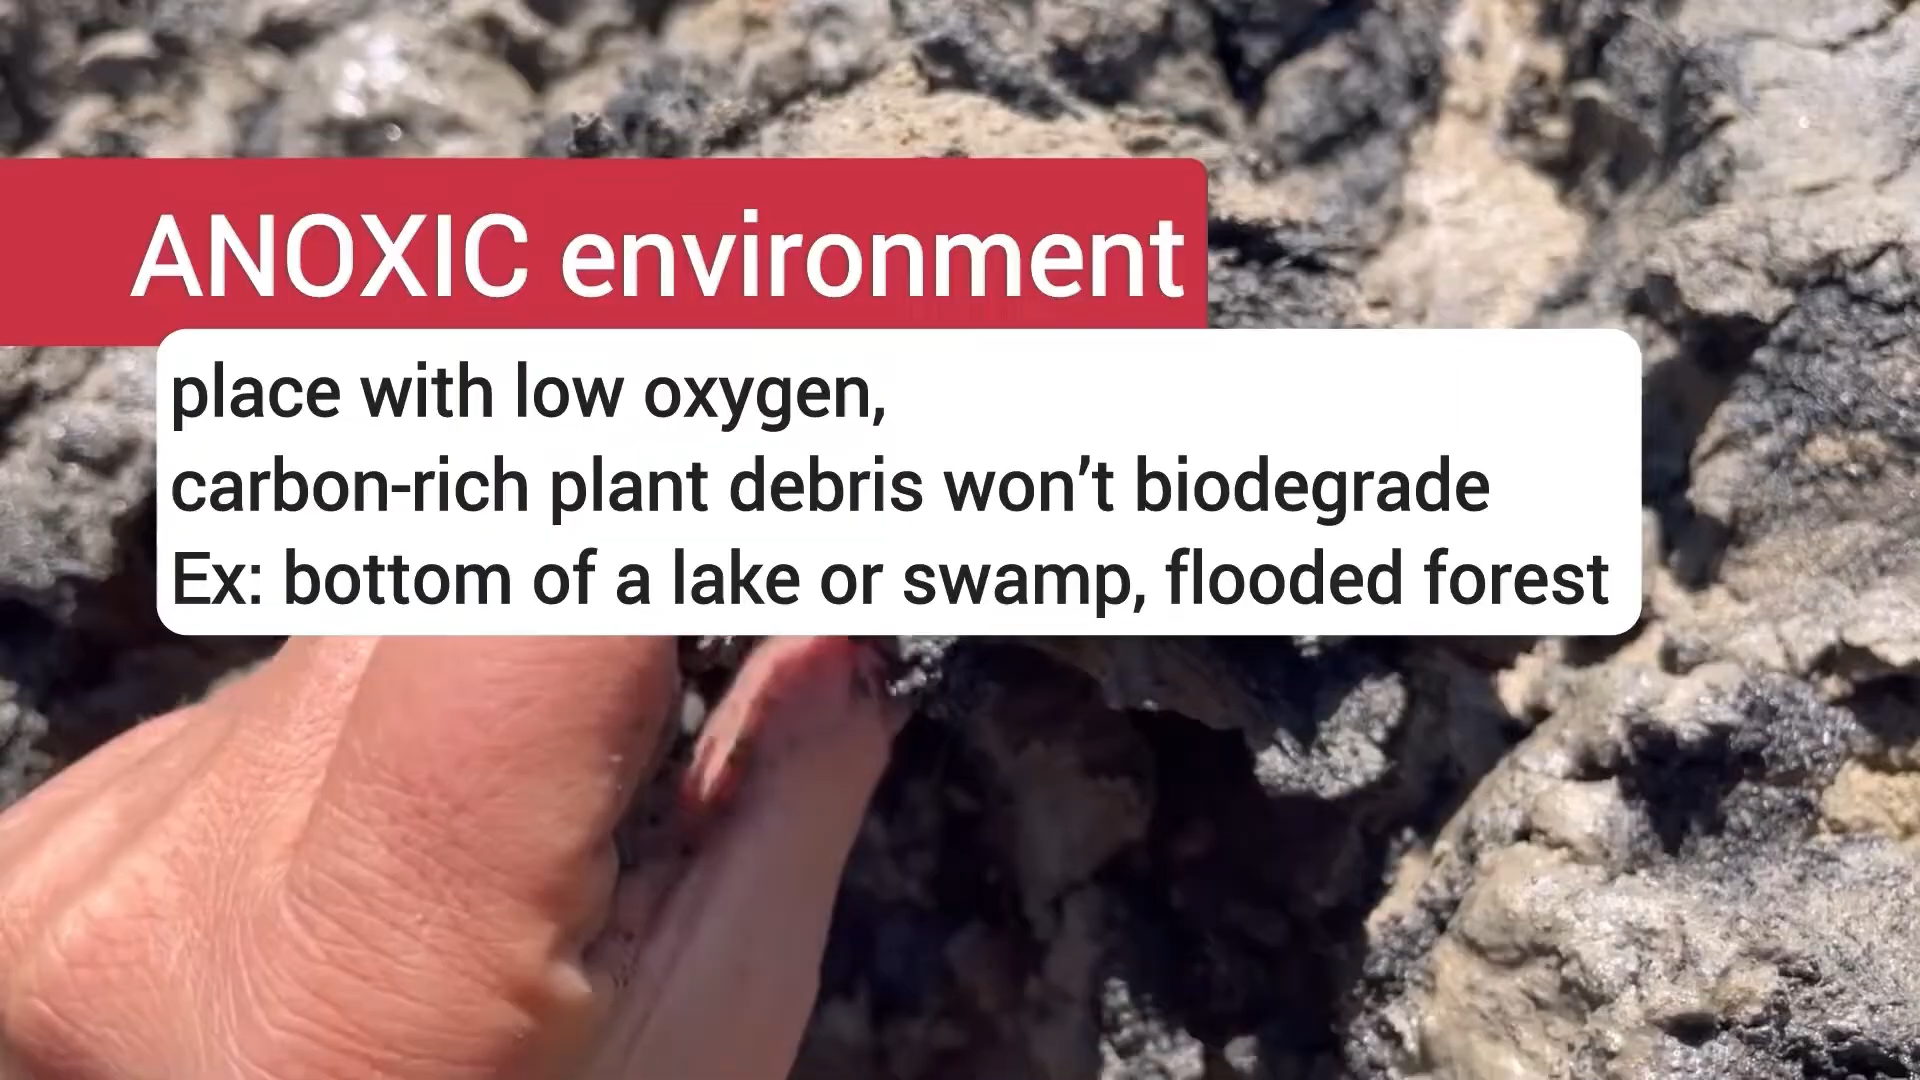 ANOXIC environment
place with low oxygen,
carbon-rich plant debris won’t biodegrade
Ex: bottom of a lake or swamp, flooded forest